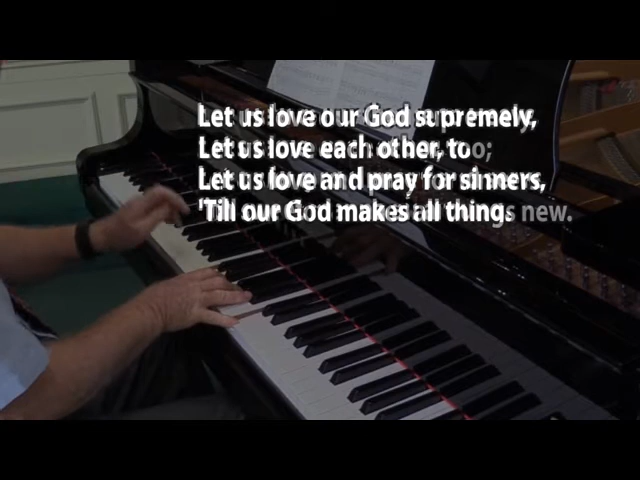 Let us love our God supremely,
Let us love each other, too;
Let us love and pray for sinners,
'Till our God makes all things new.